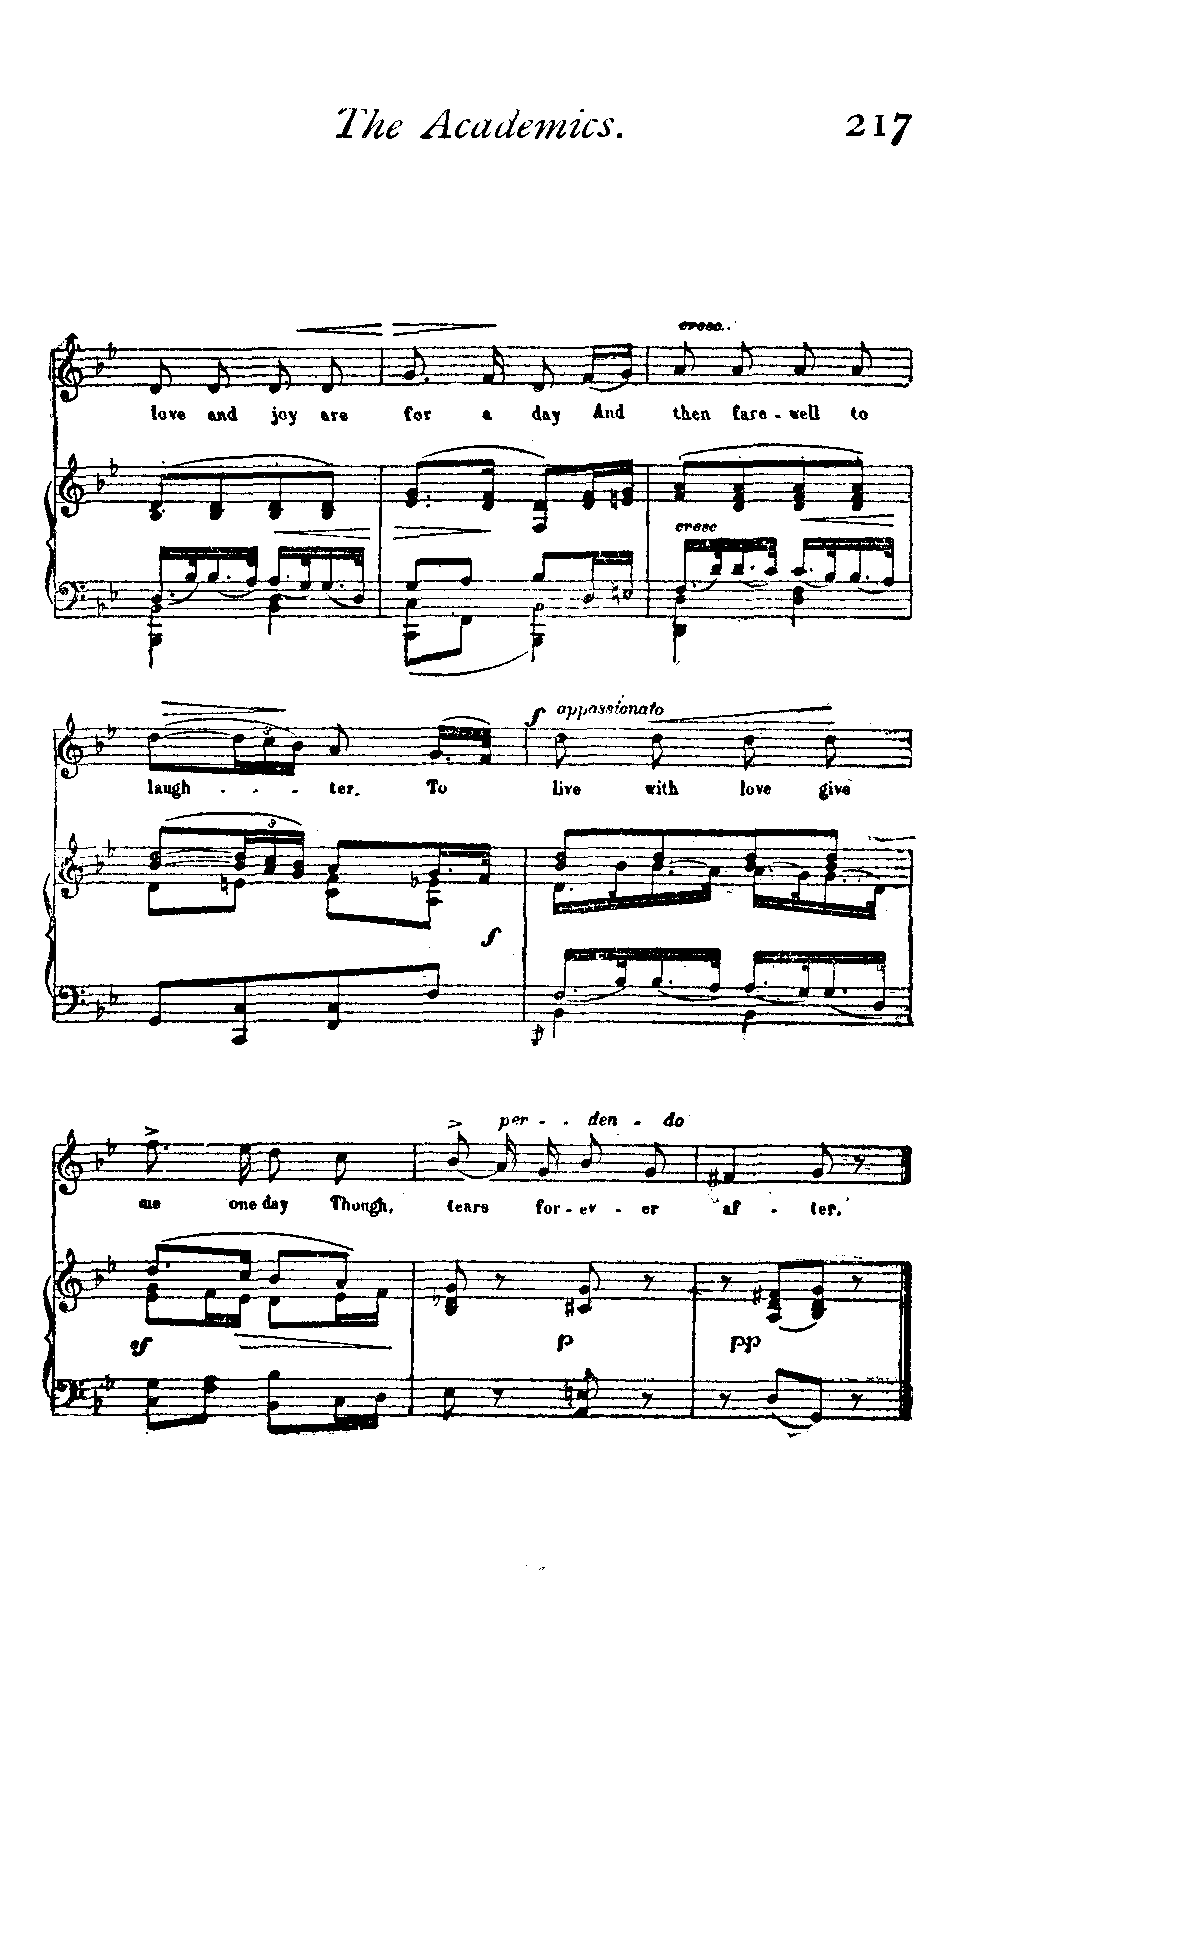 The Academics. 217
cresc.
love and joy are for a day And then fare - well to
cresc
f appassionato
laugh - - - ter. To live with love give
3
f
per - - den - do
me one day Though, tears for - ev - er af - ter.
sf p pp